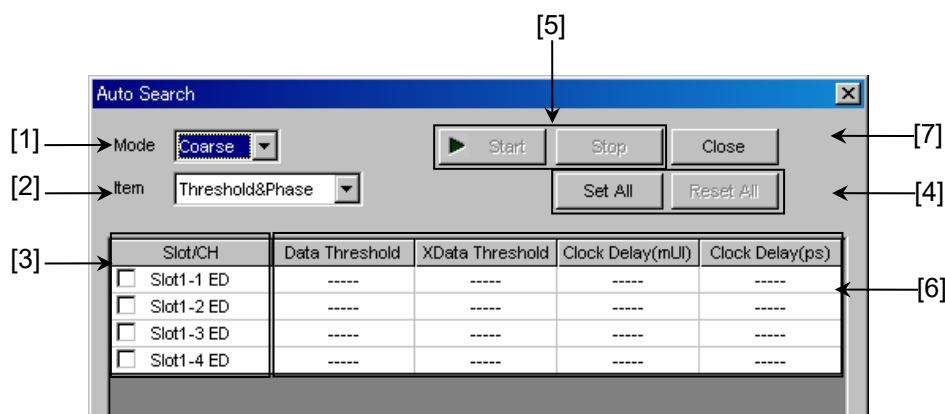 [5]
Auto Search
[1] Mode Coarse Start Stop Close [7]
[2] Item Threshold&Phase Set All Reset All [4]
[3] Slot/CH Data Threshold XData Threshold Clock Delay(mUI) Clock Delay(ps)
Slot1-1 ED ----- ----- ----- ----- [6]
Slot1-2 ED ----- ----- ----- -----
Slot1-3 ED ----- ----- ----- -----
Slot1-4 ED ----- ----- ----- -----